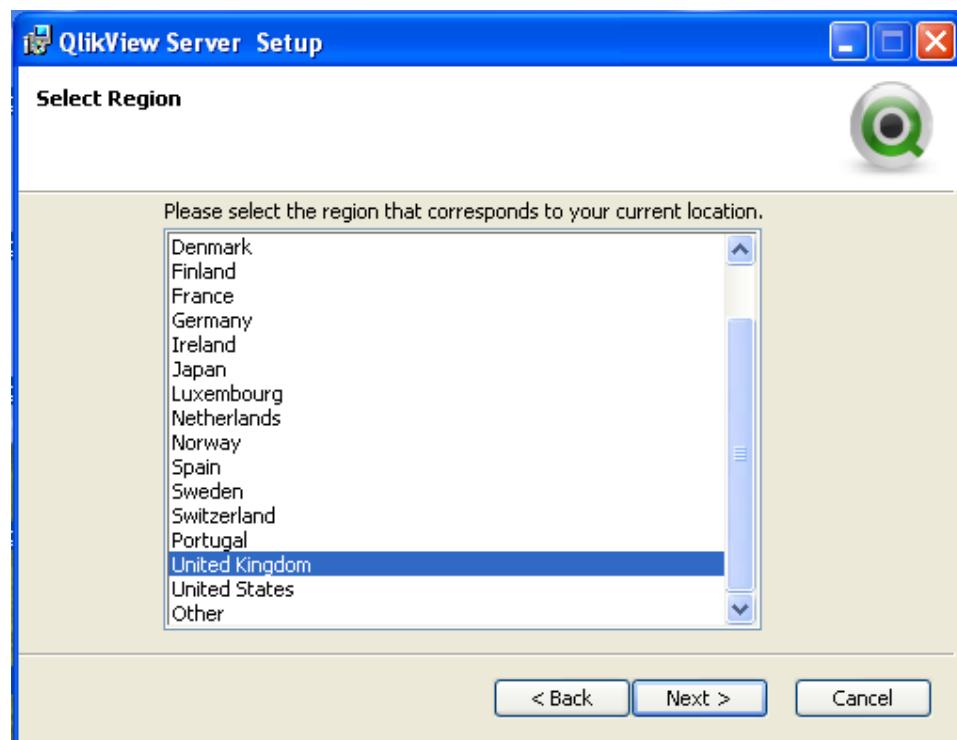 QlikView Server Setup
Select Region
Please select the region that corresponds to your current location.
Denmark
Finland
France
Germany
Ireland
Japan
Luxembourg
Netherlands
Norway
Spain
Sweden
Switzerland
Portugal
United Kingdom
United States
Other
< Back Next > Cancel